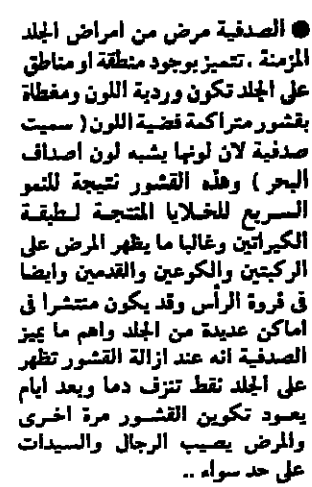 ● الصدفية مرض من امراض الجلد
المزمنة ، تتميز بوجود منطقة او مناطق
على الجلد تكون وردية اللون ومغطاة
بقشور متراكمة فضية اللون ( سميت
صدفية لان لونها يشبه لون اصداف
البحر ) وهذه القشور نتيجة للنمو
السريع للخلايا المنتجة لطبقة
الكيراتين وغالبا ما يظهر المرض على
الركبتين والكوعين والقدمين وايضا
فى فروة الرأس وقد يكون منتشرا فى
اماكن عديدة من الجلد واهم ما يميز
الصدفية انه عند ازالة القشور تظهر
على الجلد نقط تنزف دما وبعد ايام
يعود تكوين القشور مرة اخرى
والمرض يصيب الرجال والسيدات
على حد سواء ..